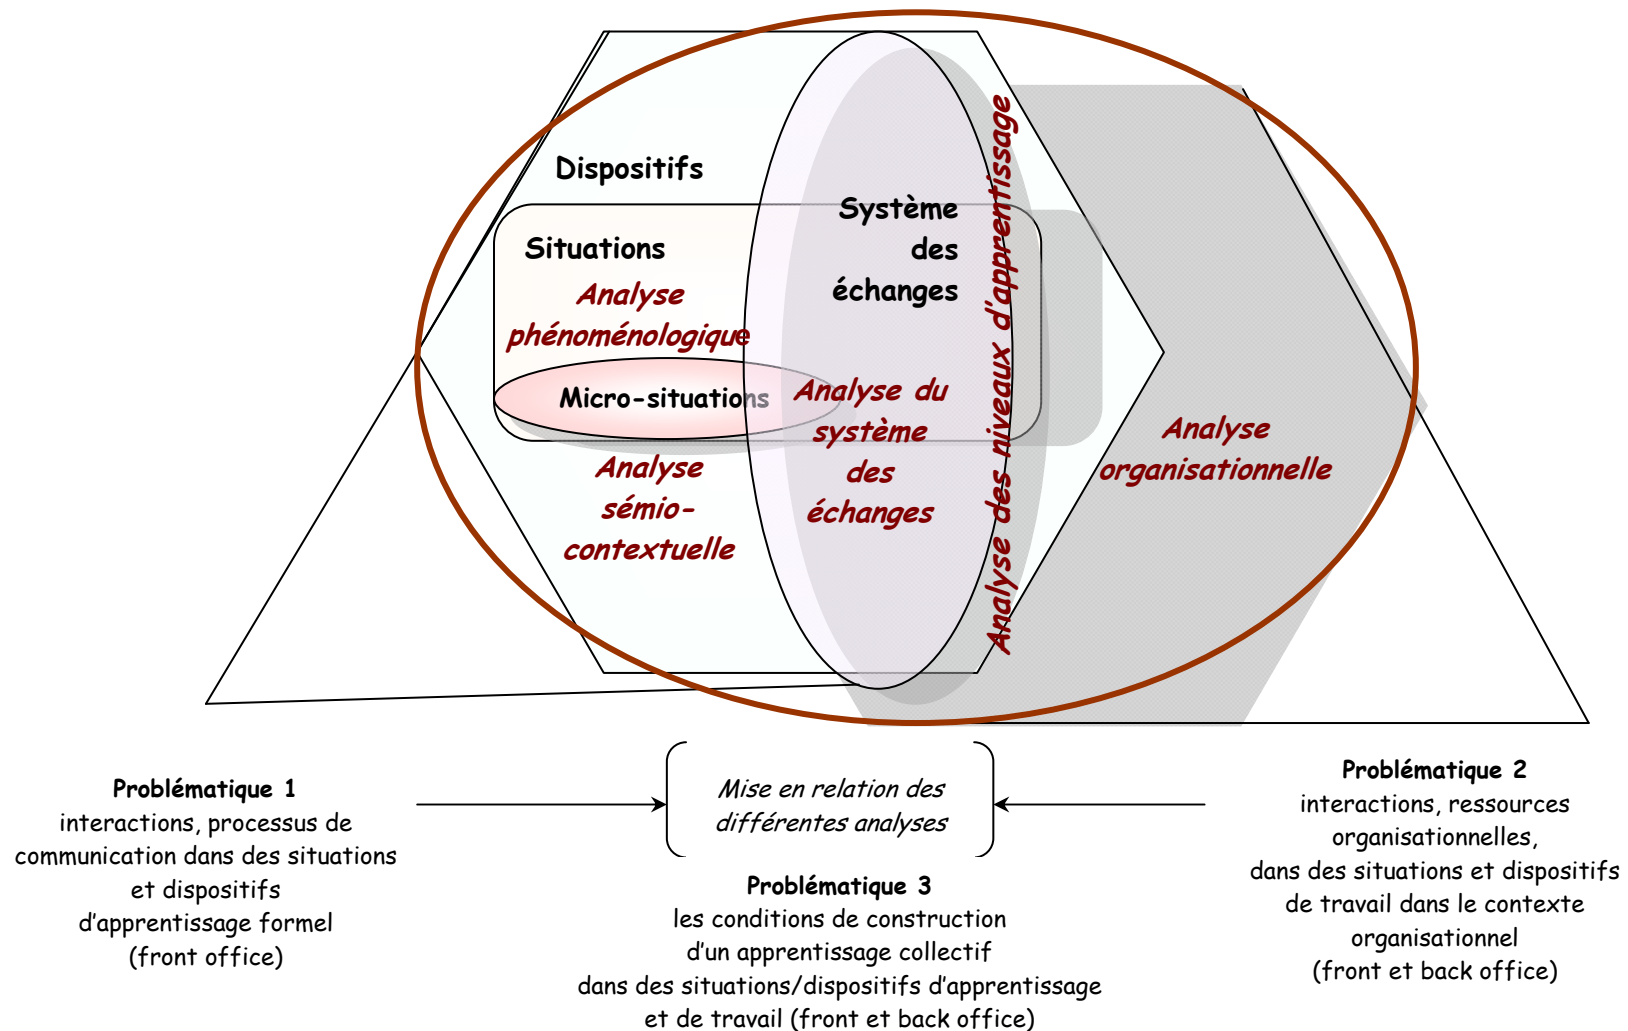 Dispositifs
Situations
Analyse
phénoménologique
Micro-situations
Analyse
sémio-
contextuelle
Système
des
échanges
Analyse du
système
des
échanges
Analyse des niveaux d'apprentissage
Analyse
organisationnelle
Problématique 1
interactions, processus de
communication dans des situations
et dispositifs
d'apprentissage formel
(front office)
Mise en relation des
différentes analyses
Problématique 3
les conditions de construction
d'un apprentissage collectif
dans des situations/dispositifs d'apprentissage
et de travail (front et back office)
Problématique 2
interactions, ressources
organisationnelles,
dans des situations et dispositifs
de travail dans le contexte
organisationnel
(front et back office)